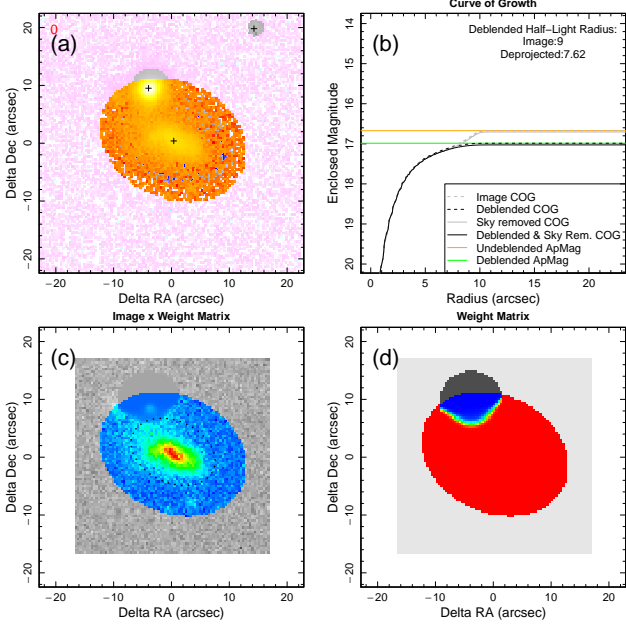 Curve of Growth
(a)
0
Delta Dec (arcsec)
20
10
0
−10
−20
−20
−10
0
10
20
Delta RA (arcsec)
(b)
Deblended Half−Light Radius:
Image:9
Deprojected:7.62
Enclosed Magnitude
14
16
17
18
19
20
Image COG
Deblended COG
Sky removed COG
Deblended & Sky Rem. COG
Undeblended ApMag
Deblended ApMag
0
5
10
15
20
Radius (arcsec)
Image x Weight Matrix
(c)
Delta Dec (arcsec)
20
10
0
−10
−20
−20
−10
0
10
20
Delta RA (arcsec)
Weight Matrix
(d)
Delta Dec (arcsec)
20
10
0
−10
−20
−20
−10
0
10
20
Delta RA (arcsec)